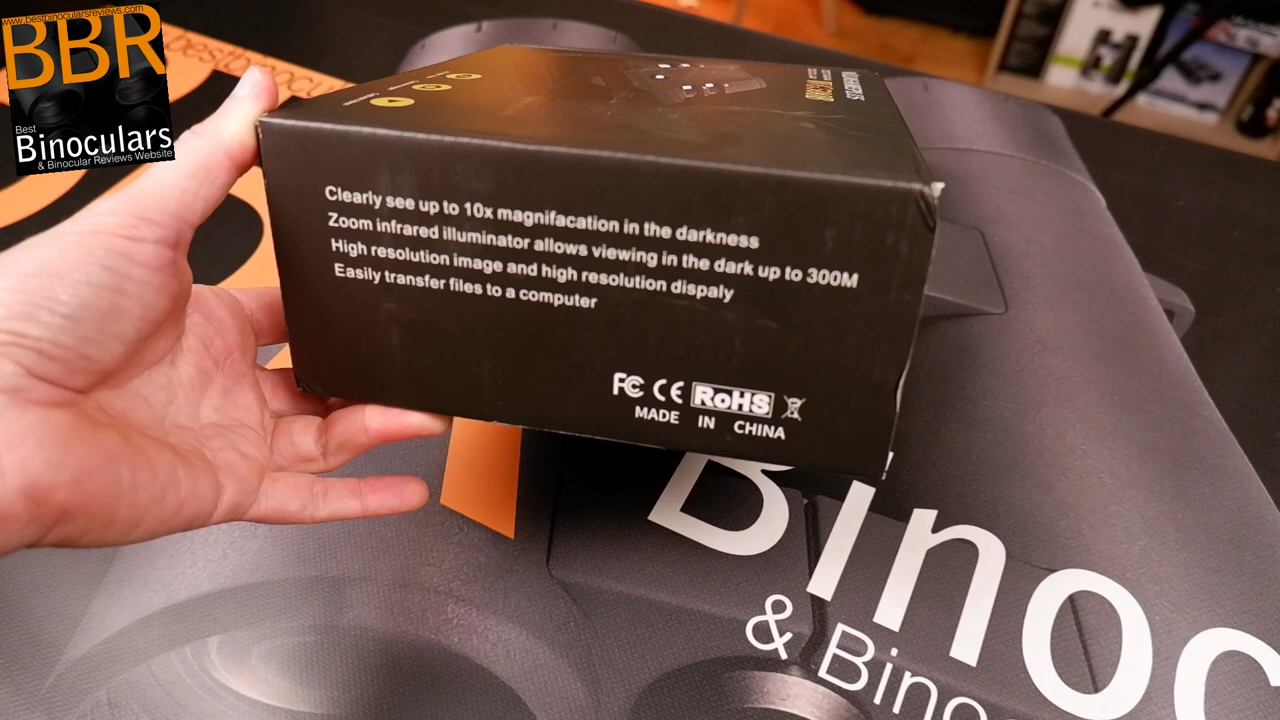 www.bestbinocularsreviews.com
BBR
Best
Binoculars
& Binocular Reviews Website
Clearly see up to 10x magnifacation in the darkness
Zoom infrared illuminator allows viewing in the dark up to 300M
High resolution image and high resolution dispaly
Easily transfer files to a computer
FC CE RoHS
MADE IN CHINA
Binoc
& Bino